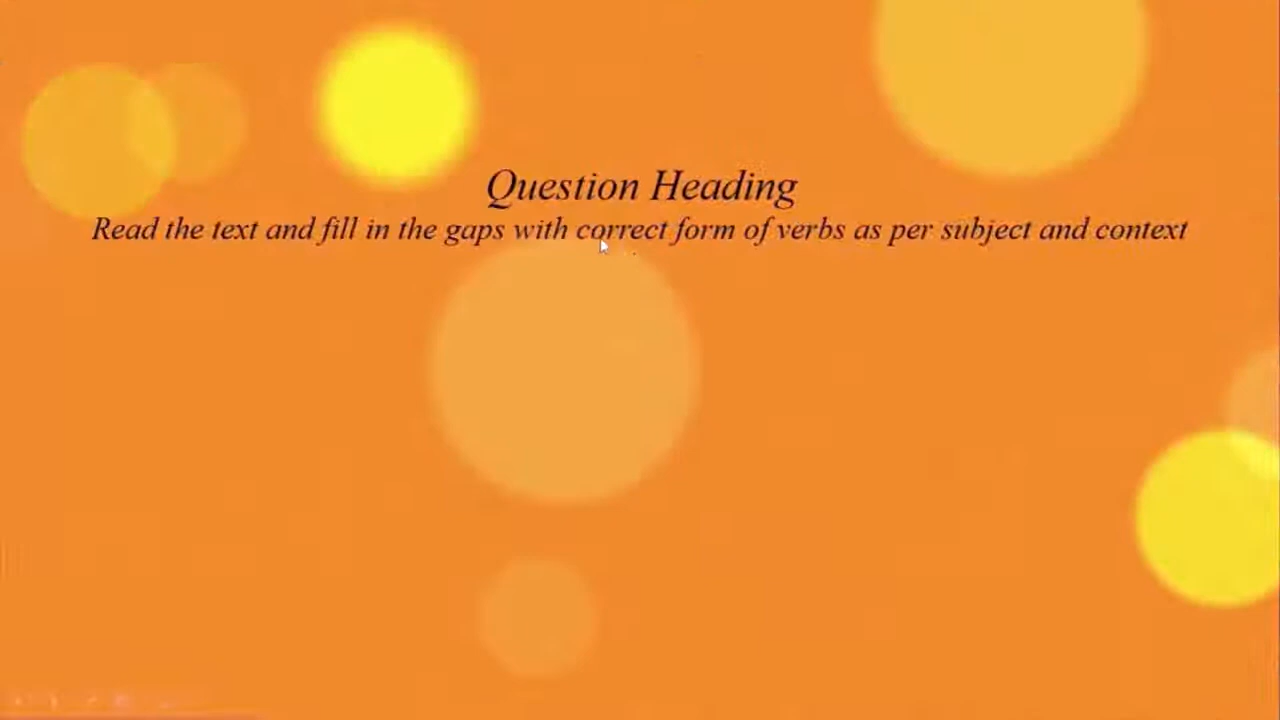 Question Heading
Read the text and fill in the gaps with correct form of verbs as per subject and context